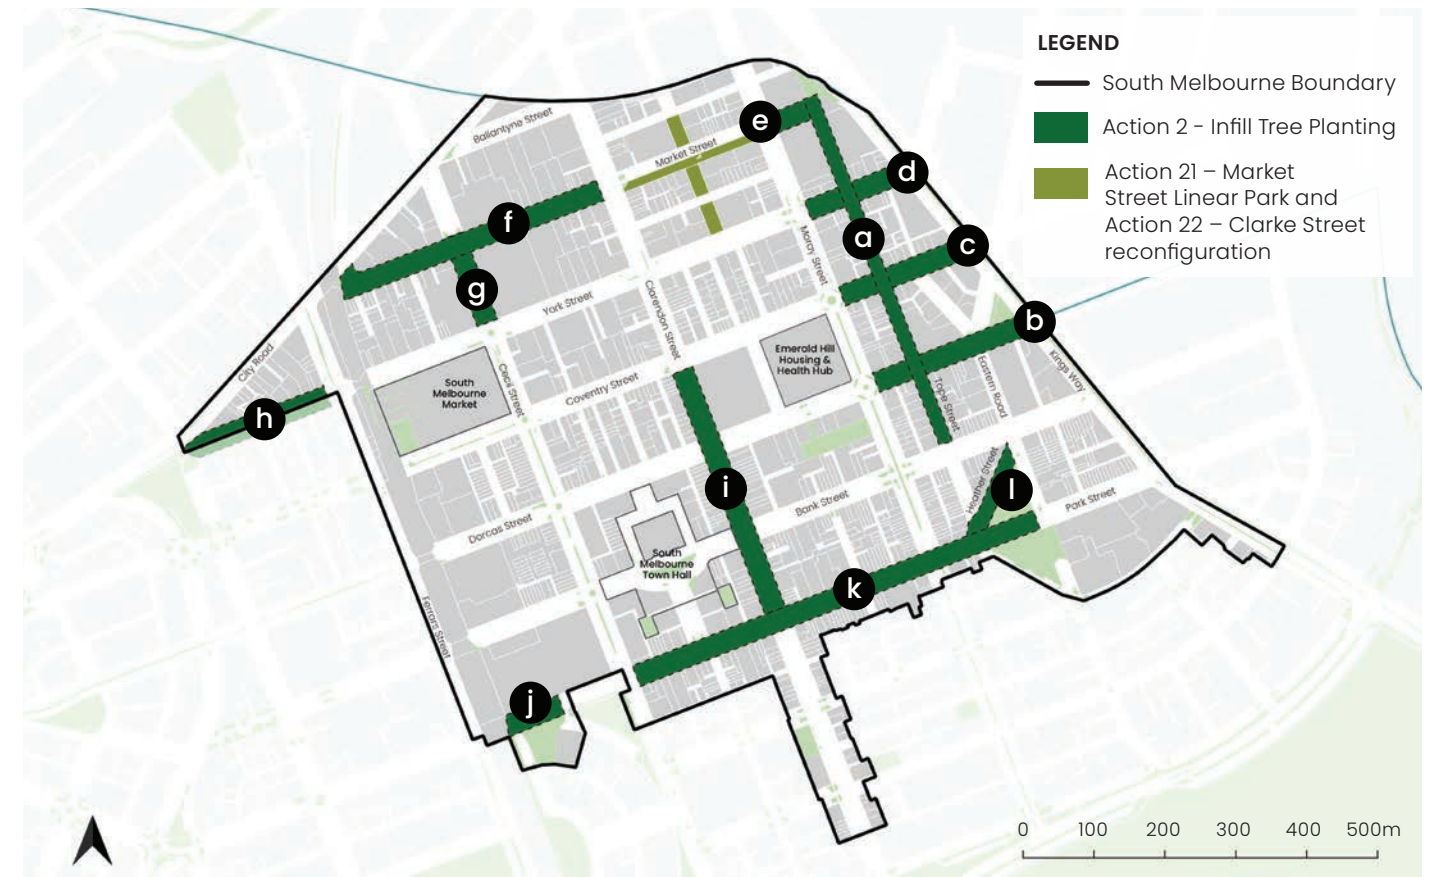 LEGEND
South Melbourne Boundary
Action 2 - Infill Tree Planting
Action 21 – Market
Street Linear Park and
Action 22 – Clarke Street
reconfiguration
Ballantyne Street
Market Street
e
d
f
a
c
Moray Street
g
York Street
Clarendon Street
b
City Road
Emerald Hill
Housing &
Health Hub
Kings Way
South
Melbourne
Market
Cecil Street
Coventry Street
Tope Street
Eastern Road
h
i
Heather Street
l
Bank Street
Park Street
Dorcas Street
South
Melbourne
Town Hall
k
Ferrars Street
j
0 100 200 300 400 500m